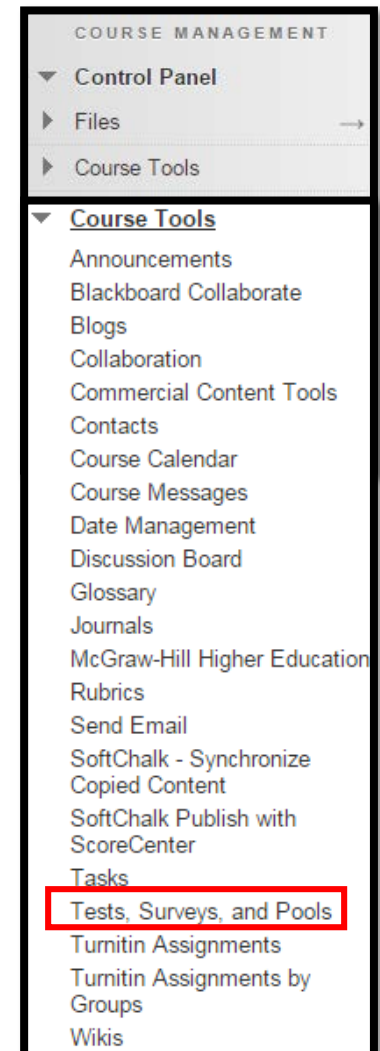 COURSE MANAGEMENT
Control Panel
Files
Course Tools
Course Tools
Announcements
Blackboard Collaborate
Blogs
Collaboration
Commercial Content Tools
Contacts
Course Calendar
Course Messages
Date Management
Discussion Board
Glossary
Journals
McGraw-Hill Higher Education
Rubrics
Send Email
SoftChalk - Synchronize
Copied Content
SoftChalk Publish with
ScoreCenter
Tasks
Tests, Surveys, and Pools
Turnitin Assignments
Turnitin Assignments by
Groups
Wikis